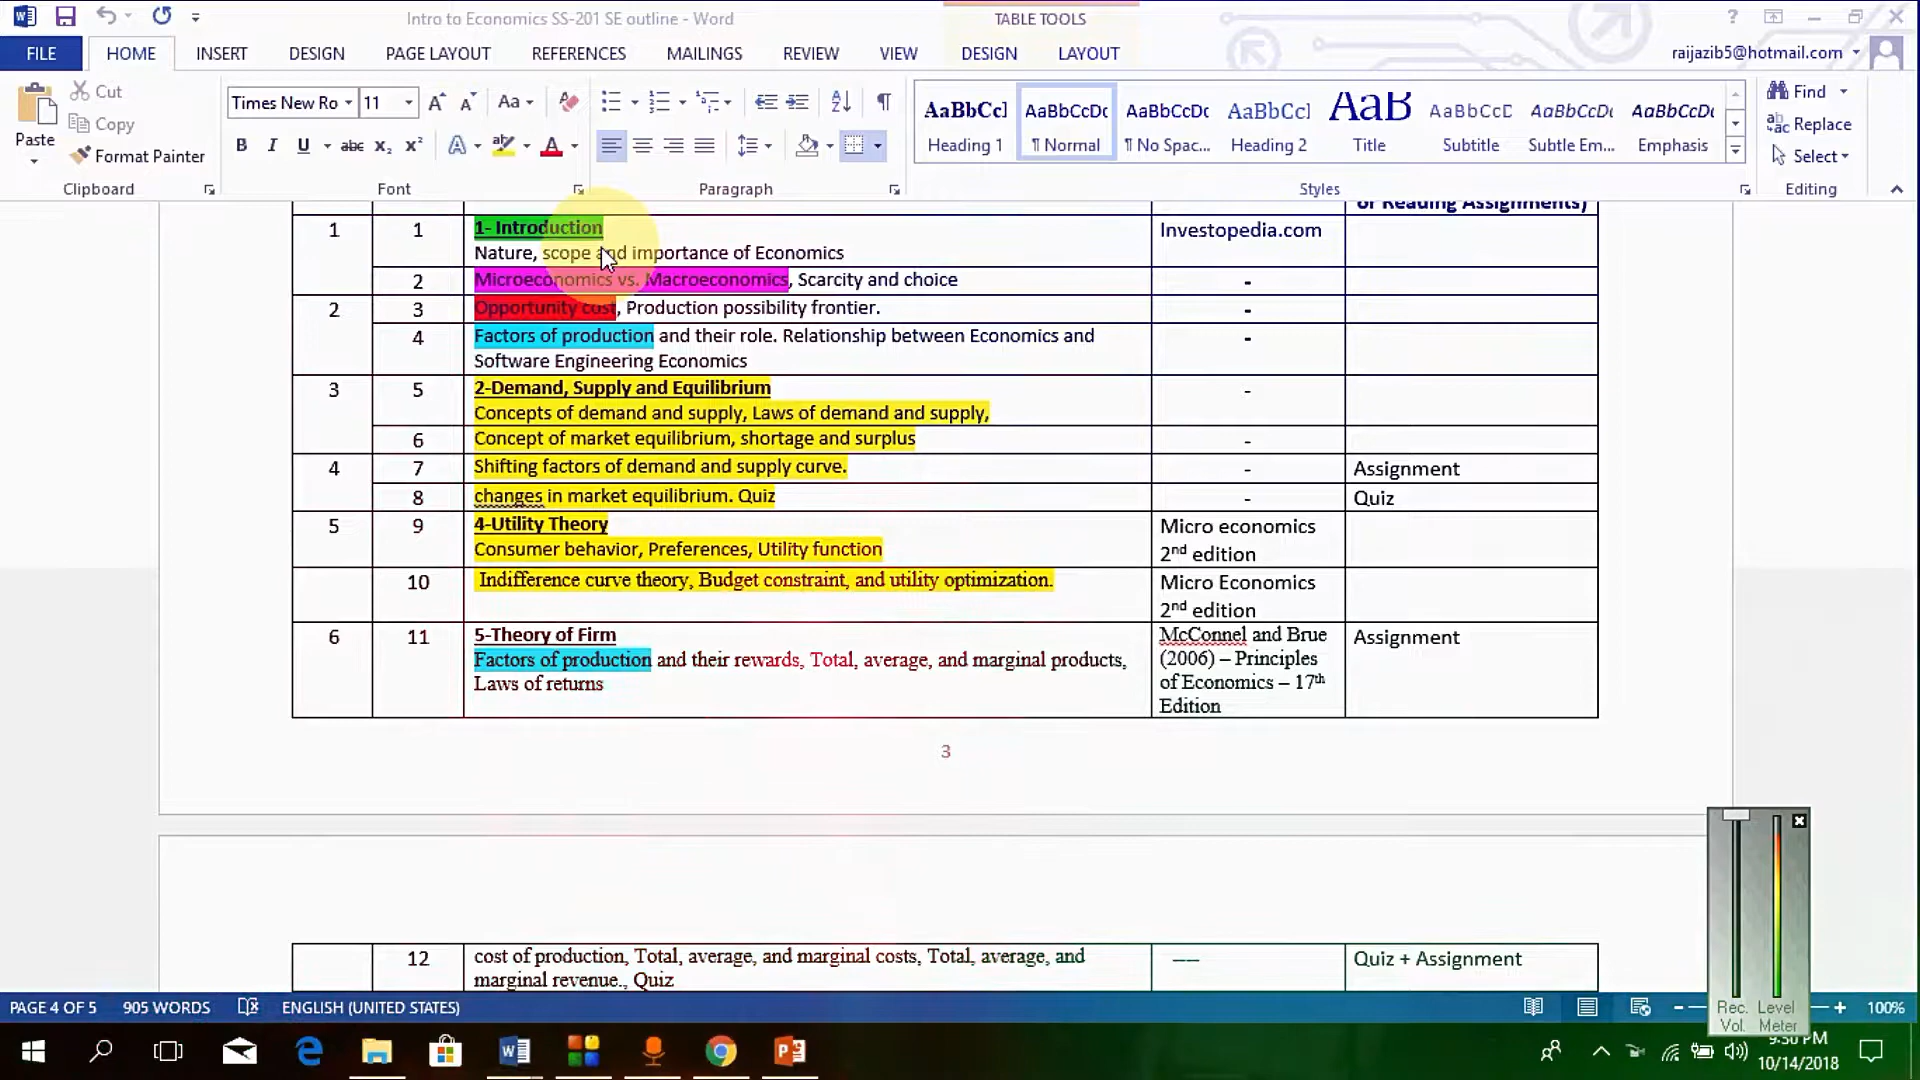 Intro to Economics SS-201 SE outline - Word
TABLE TOOLS
FILE
HOME
INSERT
DESIGN
PAGE LAYOUT
REFERENCES
MAILINGS
REVIEW
VIEW
DESIGN
LAYOUT
raijazib5@hotmail.com
Paste
Cut
Copy
Format Painter
Clipboard
Times New Ro
11
Font
Paragraph
AaBbCcI
Heading 1
AaBbCcDc
¶ Normal
AaBbCcDc
¶ No Spac...
AaBbCcI
Heading 2
AaB
Title
AaBbCcD
Subtitle
AaBbCcDc
Subtle Em...
AaBbCcDc
Emphasis
Styles
Find
Replace
Select
Editing
or Reading Assignments)
1 1 1- Introduction Investopedia.com
Nature, scope and importance of Economics
2 Microeconomics vs. Macroeconomics, Scarcity and choice -
2 3 Opportunity cost, Production possibility frontier. -
4 Factors of production and their role. Relationship between Economics and -
Software Engineering Economics
3 5 2-Demand, Supply and Equilibrium -
Concepts of demand and supply, Laws of demand and supply,
6 Concept of market equilibrium, shortage and surplus -
4 7 Shifting factors of demand and supply curve. - Assignment
8 changes in market equilibrium. Quiz - Quiz
5 9 4-Utility Theory Micro economics
Consumer behavior, Preferences, Utility function 2nd edition
10 Indifference curve theory, Budget constraint, and utility optimization. Micro Economics
2nd edition
6 11 5-Theory of Firm McConnel and Brue Assignment
Factors of production and their rewards, Total, average, and marginal products, (2006) – Principles
Laws of returns of Economics – 17th
Edition
3
12 cost of production, Total, average, and marginal costs, Total, average, and — Quiz + Assignment
marginal revenue., Quiz
PAGE 4 OF 5
905 WORDS
ENGLISH (UNITED STATES)
100%
Rec. Level
Vol. Meter
9:50 PM
10/14/2018